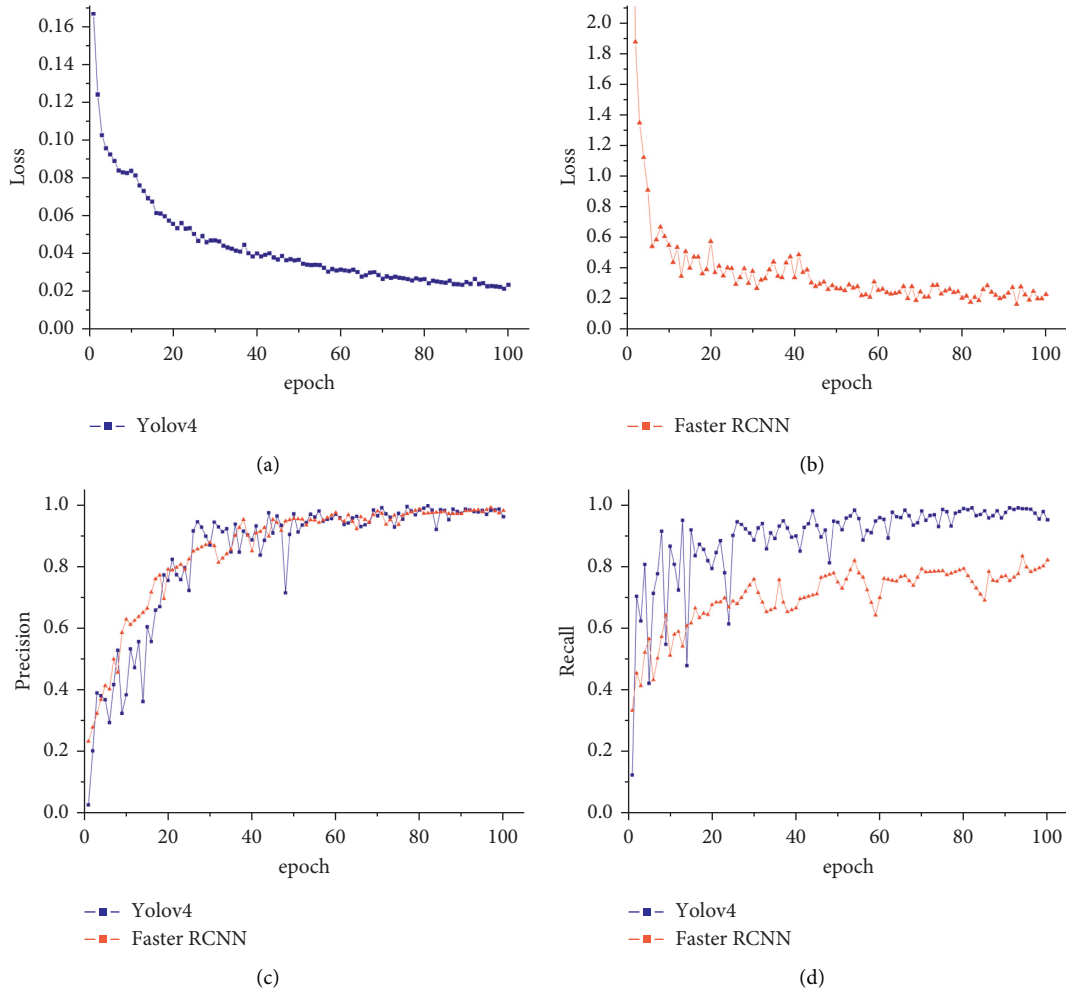 0.16
0.14
0.12
0.10
0.08
0.06
0.04
0.02
0.00
Loss
0 20 40 60 80 100
epoch
Yolov4
(a)
2.0
1.8
1.6
1.4
1.2
1.0
0.8
0.6
0.4
0.2
0.0
Loss
0 20 40 60 80 100
epoch
Faster RCNN
(b)
1.0
0.8
0.6
0.4
0.2
0.0
Precision
0 20 40 60 80 100
epoch
Yolov4
Faster RCNN
(c)
1.0
0.8
0.6
0.4
0.2
0.0
Recall
0 20 40 60 80 100
epoch
Yolov4
Faster RCNN
(d)